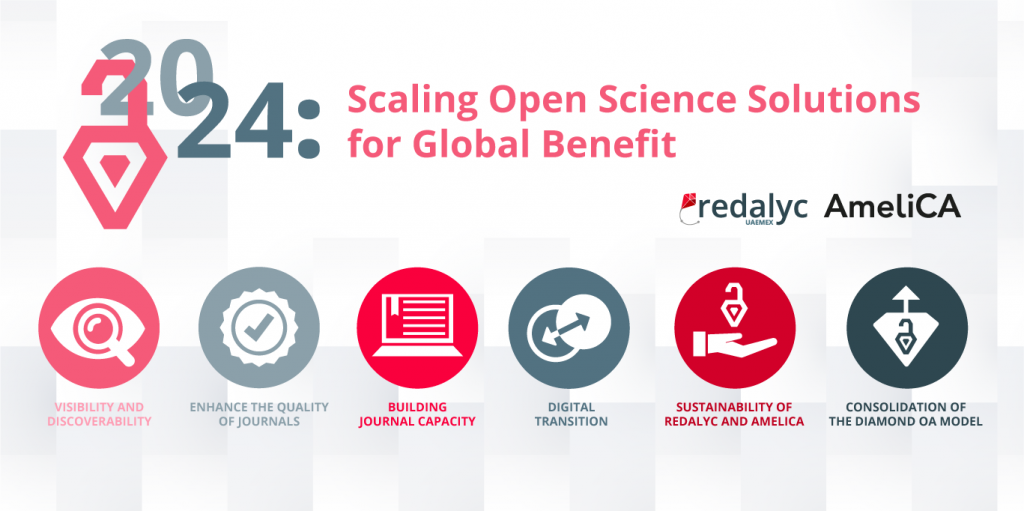 2024:
Scaling Open Science Solutions
for Global Benefit
redalyc
UAEMEX
AmeliCA
VISIBILITY AND
DISCOVERABILITY
ENHANCE THE QUALITY
OF JOURNALS
BUILDING
JOURNAL CAPACITY
DIGITAL
TRANSITION
SUSTAINABILITY OF
REDALYC AND AMELICA
CONSOLIDATION OF
THE DIAMOND OA MODEL